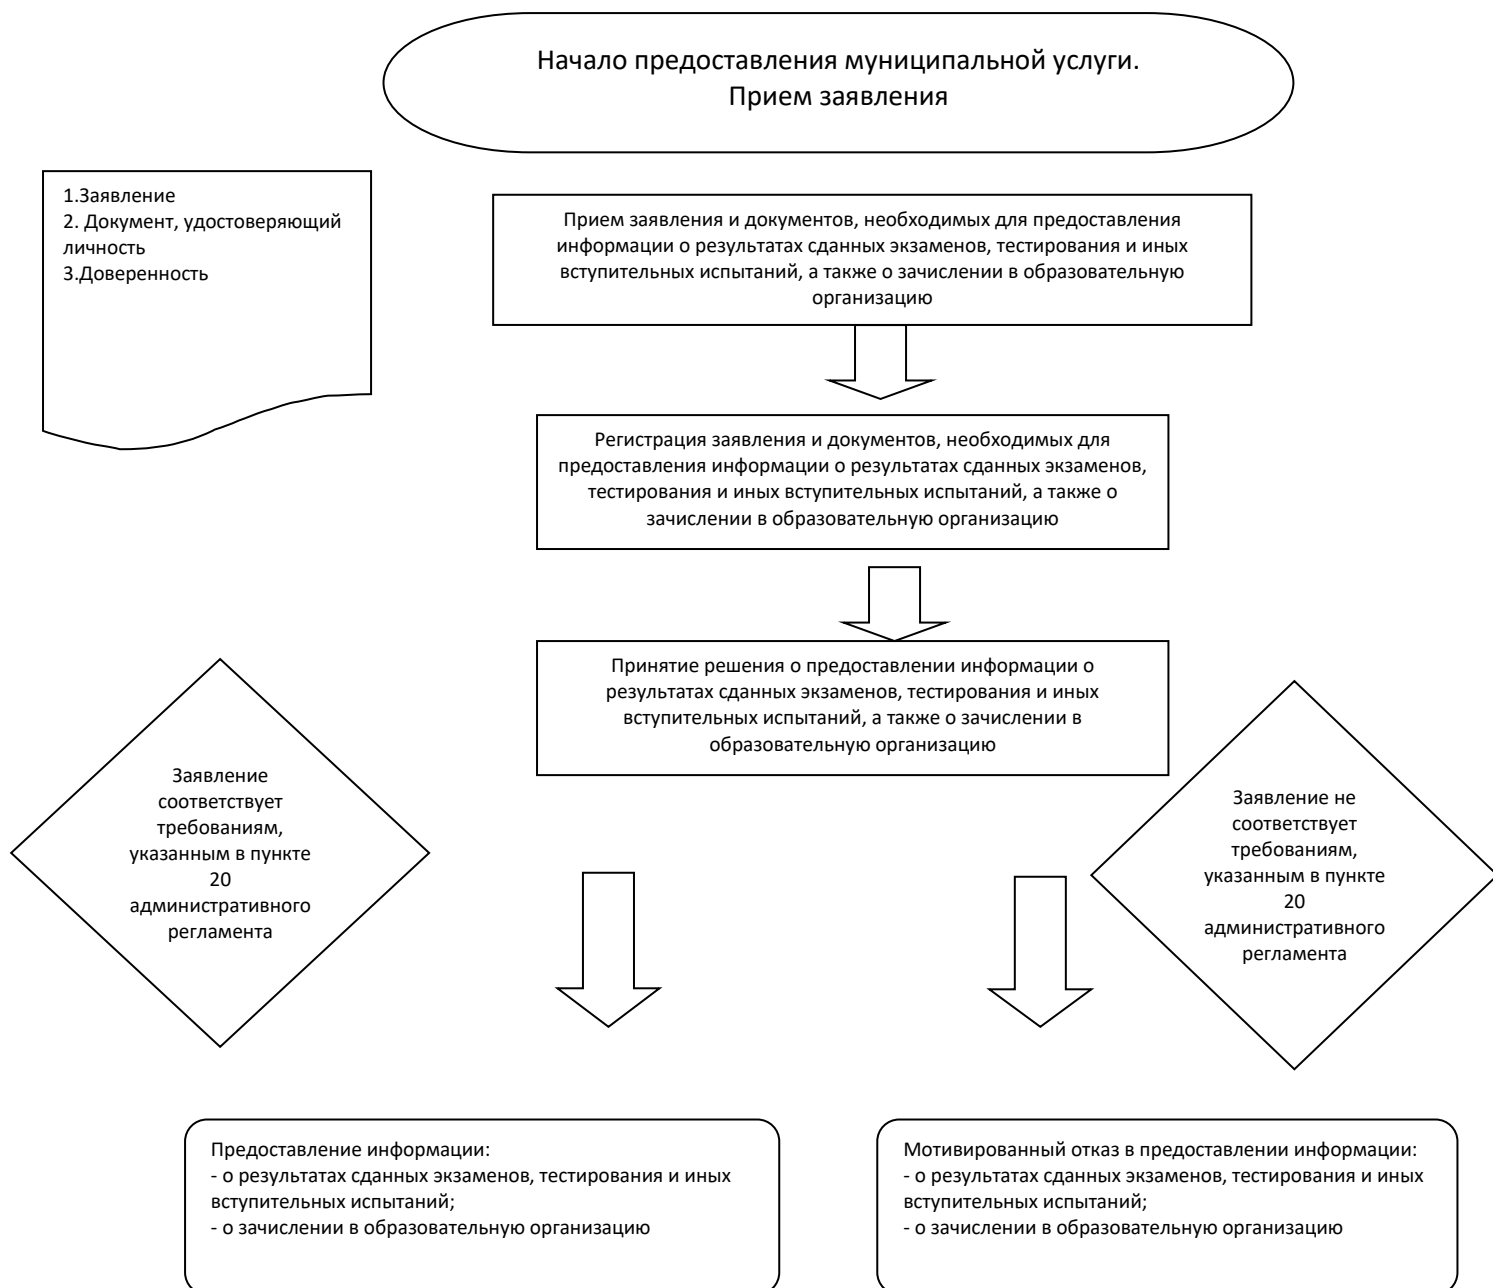 Начало предоставления муниципальной услуги.
Прием заявления
1.Заявление
2. Документ, удостоверяющий
личность
3.Доверенность
Прием заявления и документов, необходимых для предоставления
информации о результатах сданных экзаменов, тестирования и иных
вступительных испытаний, а также о зачислении в образовательную
организацию
Регистрация заявления и документов, необходимых для
предоставления информации о результатах сданных экзаменов,
тестирования и иных вступительных испытаний, а также о
зачислении в образовательную организацию
Принятие решения о предоставлении информации о
результатах сданных экзаменов, тестирования и иных
вступительных испытаний, а также о зачислении в
образовательную организацию
Заявление
соответствует
требованиям,
указанным в пункте
20
административного
регламента
Заявление не
соответствует
требованиям,
указанным в пункте
20
административного
регламента
Предоставление информации:
- о результатах сданных экзаменов, тестирования и иных
вступительных испытаний;
- о зачислении в образовательную организацию
Мотивированный отказ в предоставлении информации:
- о результатах сданных экзаменов, тестирования и иных
вступительных испытаний;
- о зачислении в образовательную организацию